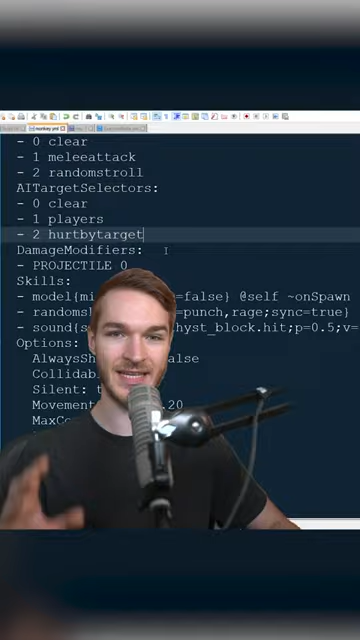 monkey.yml
- 0 clear
- 1 meleeattack
- 2 randomstroll
AITargetSelectors:
- 0 clear
- 1 players
- 2 hurtbytarget
DamageModifiers:
- PROJECTILE 0
Skills:
- model{mi =false} @self ~onSpawn
- randoms =punch,rage;sync=true}
- sound{s hyst_block.hit;p=0.5;v=
Options:
AlwaysSh alse
Collidab
Silent: t
Movement .20
MaxCo